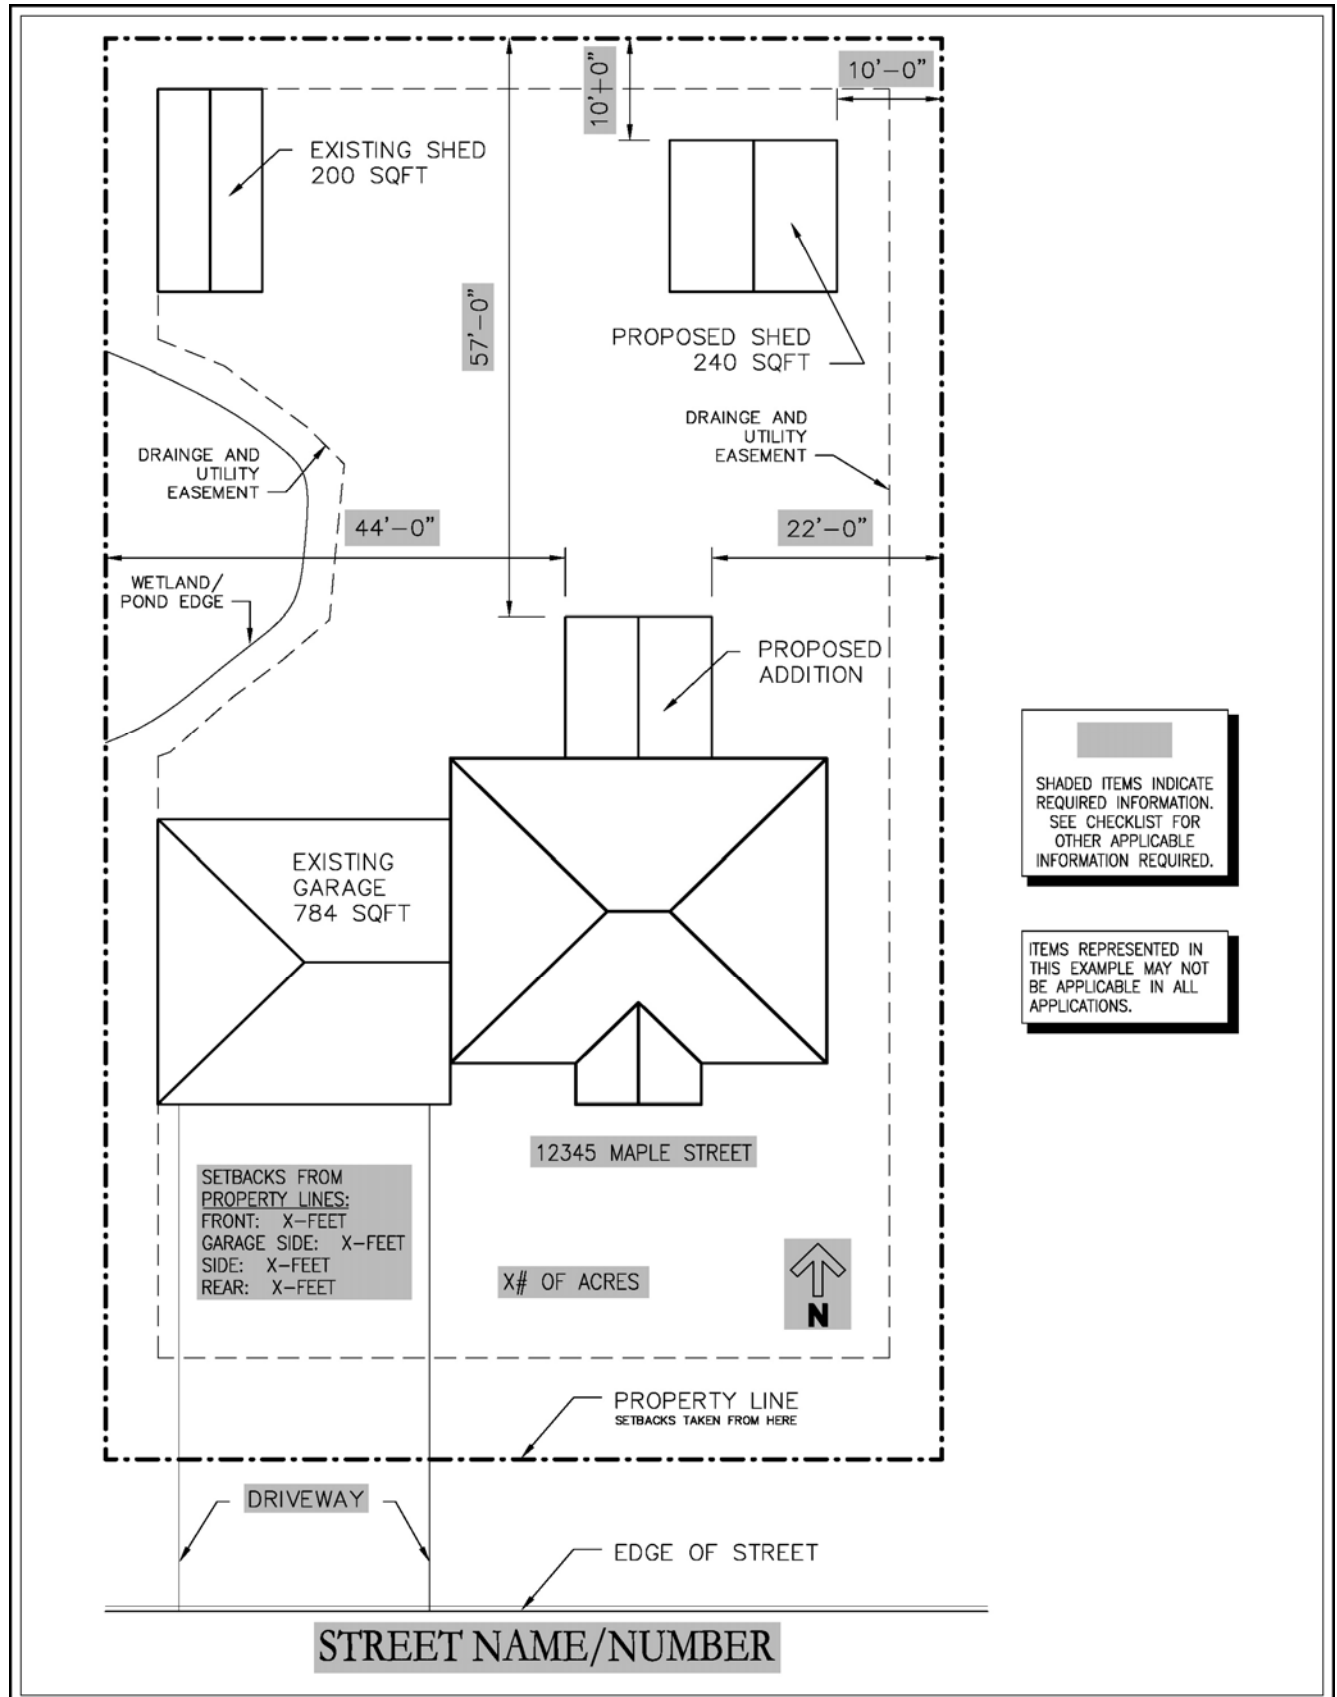 10'-0"
10'-0"
EXISTING SHED
200 SQFT
57'-0"
PROPOSED SHED
240 SQFT
DRAINGE AND
UTILITY
EASEMENT
DRAINGE AND
UTILITY
EASEMENT
44'-0"
22'-0"
WETLAND/
POND EDGE
PROPOSED
ADDITION
SHADED ITEMS INDICATE
REQUIRED INFORMATION.
SEE CHECKLIST FOR
OTHER APPLICABLE
INFORMATION REQUIRED.
EXISTING
GARAGE
784 SQFT
ITEMS REPRESENTED IN
THIS EXAMPLE MAY NOT
BE APPLICABLE IN ALL
APPLICATIONS.
12345 MAPLE STREET
SETBACKS FROM
PROPERTY LINES:
FRONT: X-FEET
GARAGE SIDE: X-FEET
SIDE: X-FEET
REAR: X-FEET
X# OF ACRES
N
PROPERTY LINE
SETBACKS TAKEN FROM HERE
DRIVEWAY
EDGE OF STREET
STREET NAME/NUMBER